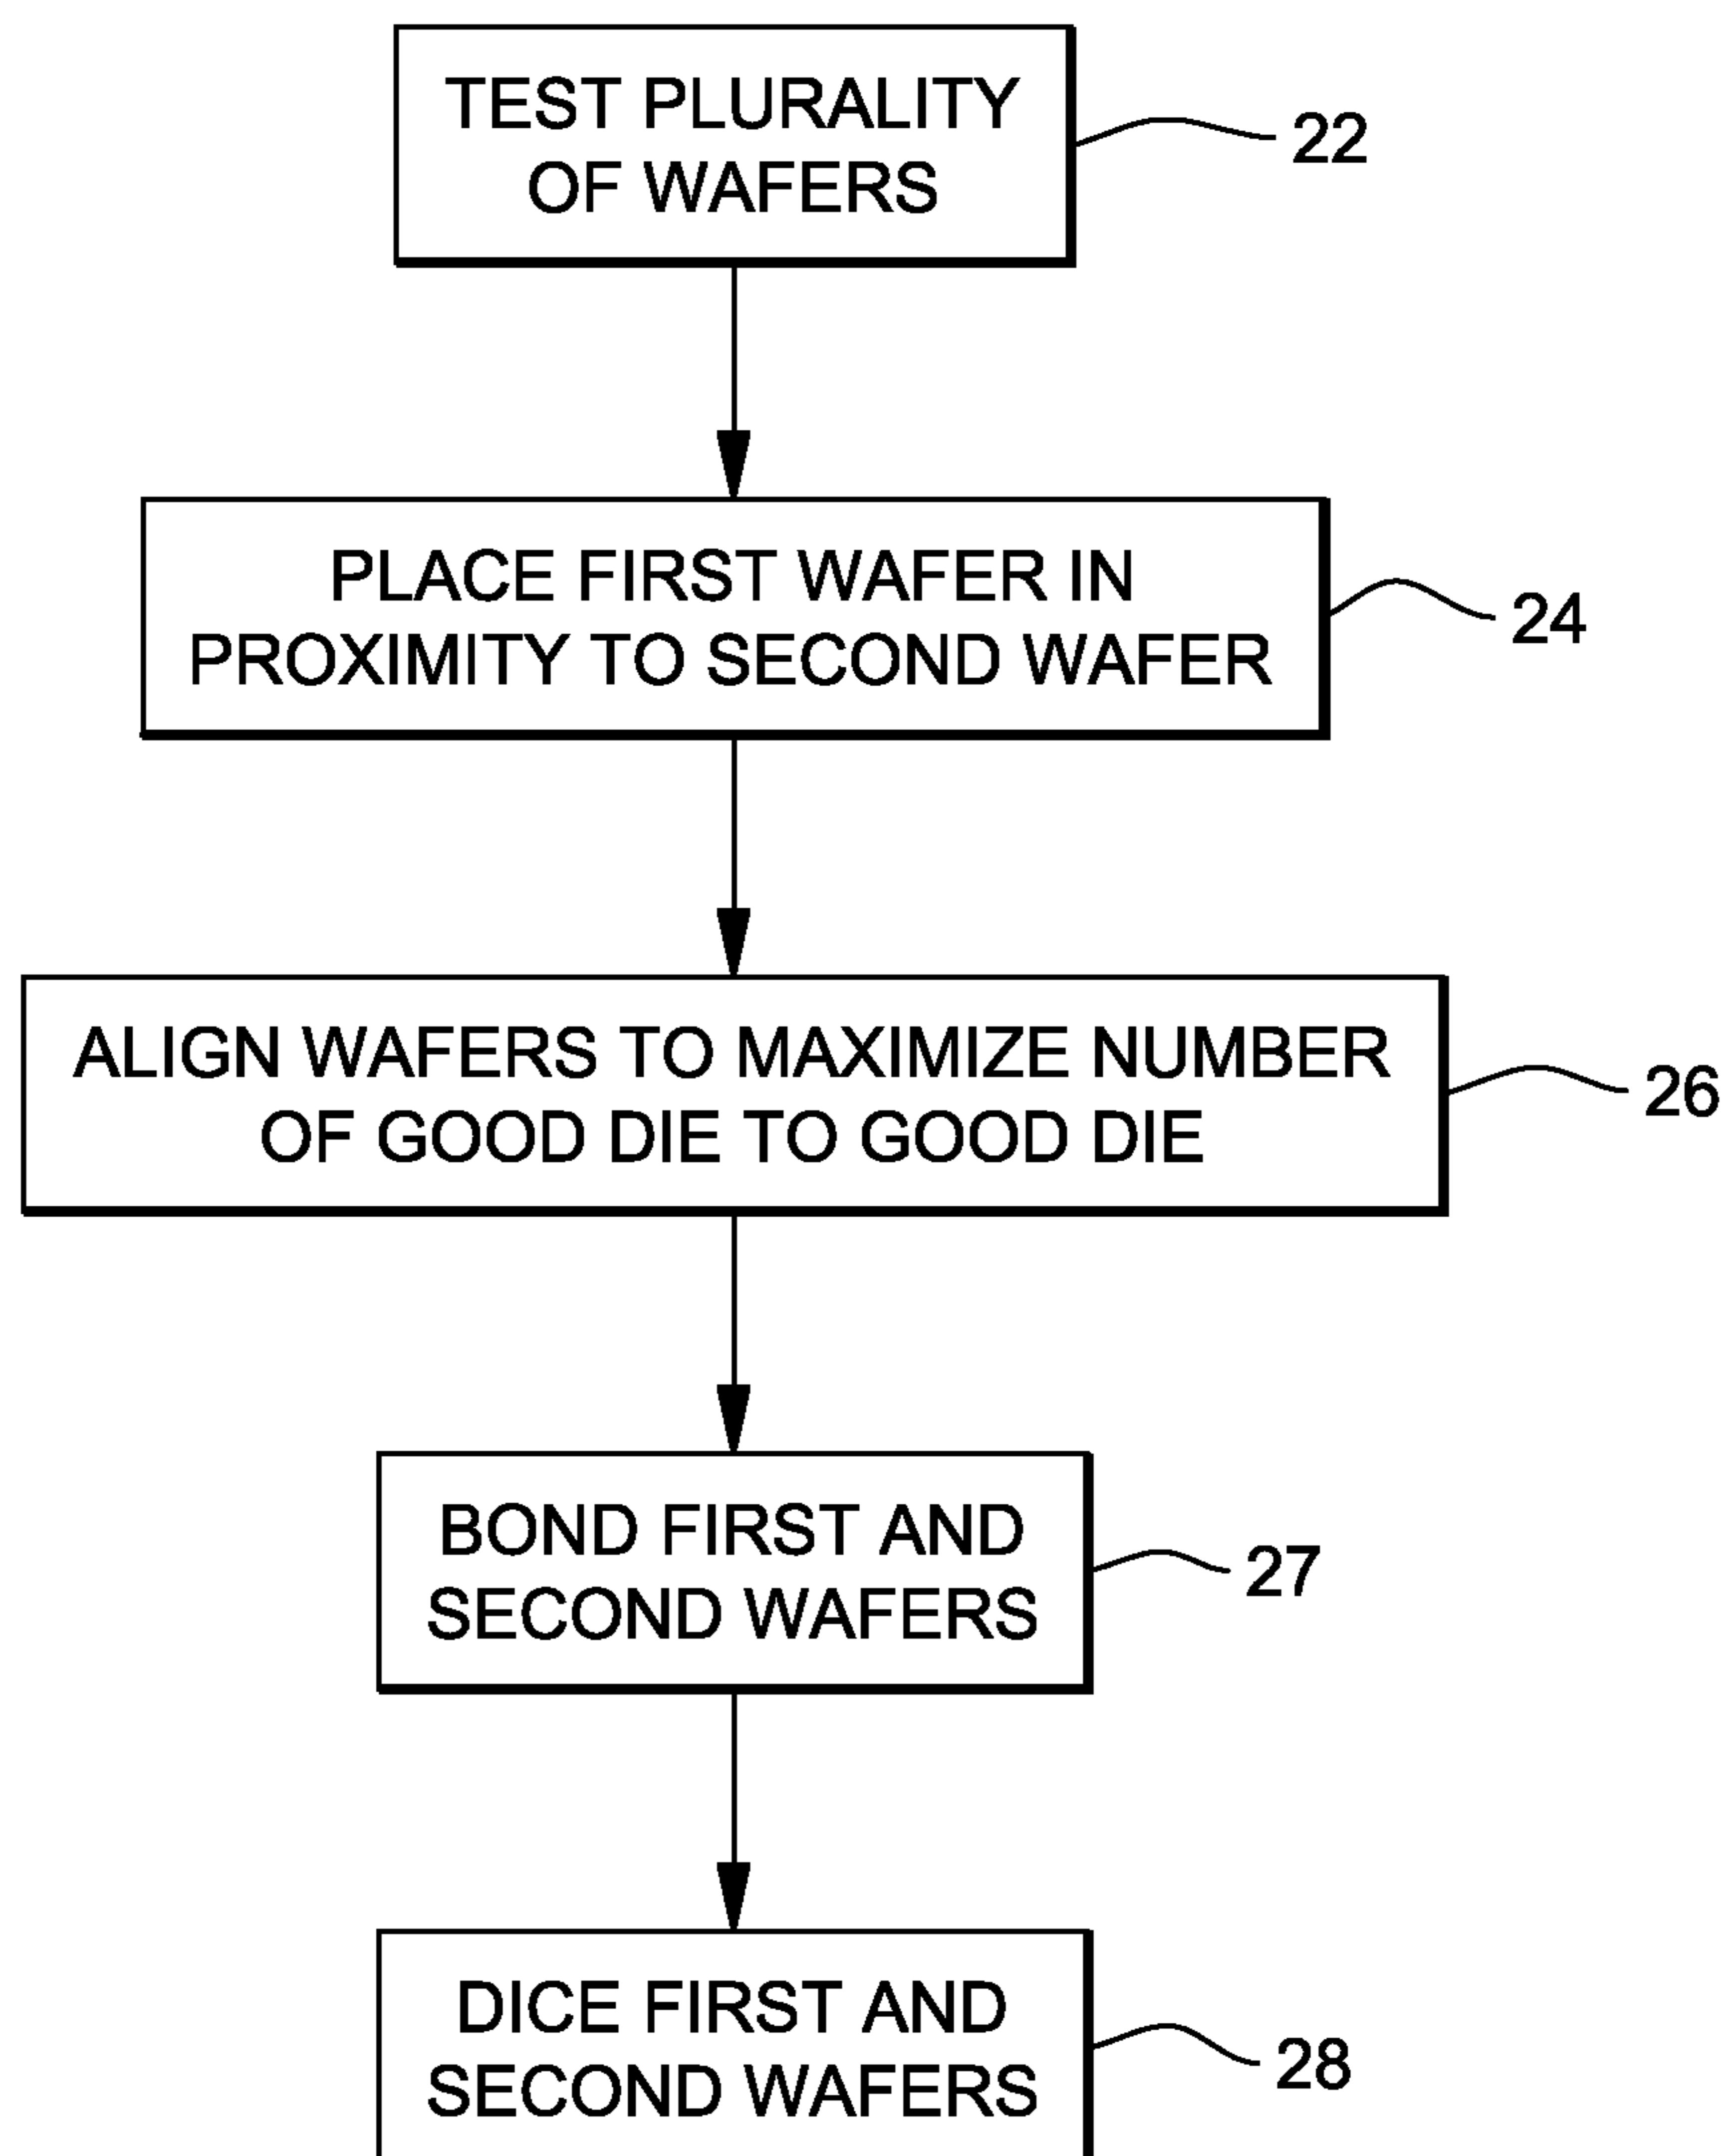 TEST PLURALITY
OF WAFERS
22
PLACE FIRST WAFER IN
PROXIMITY TO SECOND WAFER
24
ALIGN WAFERS TO MAXIMIZE NUMBER
OF GOOD DIE TO GOOD DIE
26
BOND FIRST AND
SECOND WAFERS
27
DICE FIRST AND
SECOND WAFERS
28